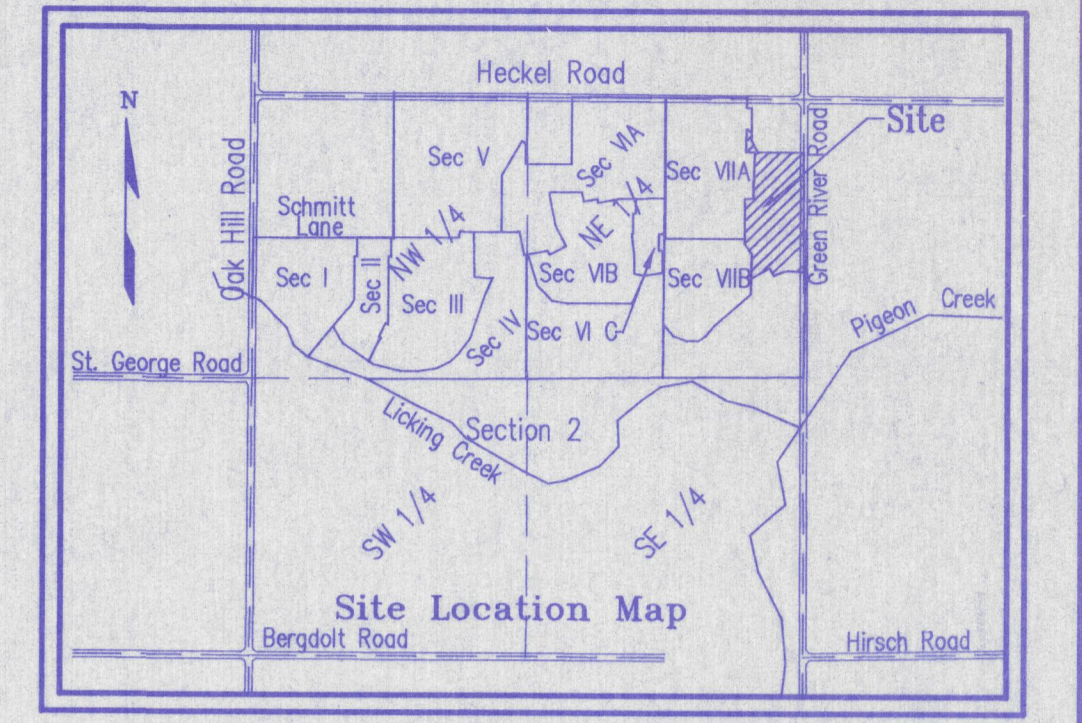 Heckel Road
N
Site
Oak Hill Road
Green River Road
Sec V
Sec VIA
Sec VIIA
Schmitt
Lane
NW 1/4
NE 1/4
Sec I
Sec II
Sec III
Sec IV
Sec VIB
Sec VI C
Sec VIIB
Pigeon Creek
St. George Road
Licking Creek
Section 2
SW 1/4
SE 1/4
Site Location Map
Bergdolt Road
Hirsch Road